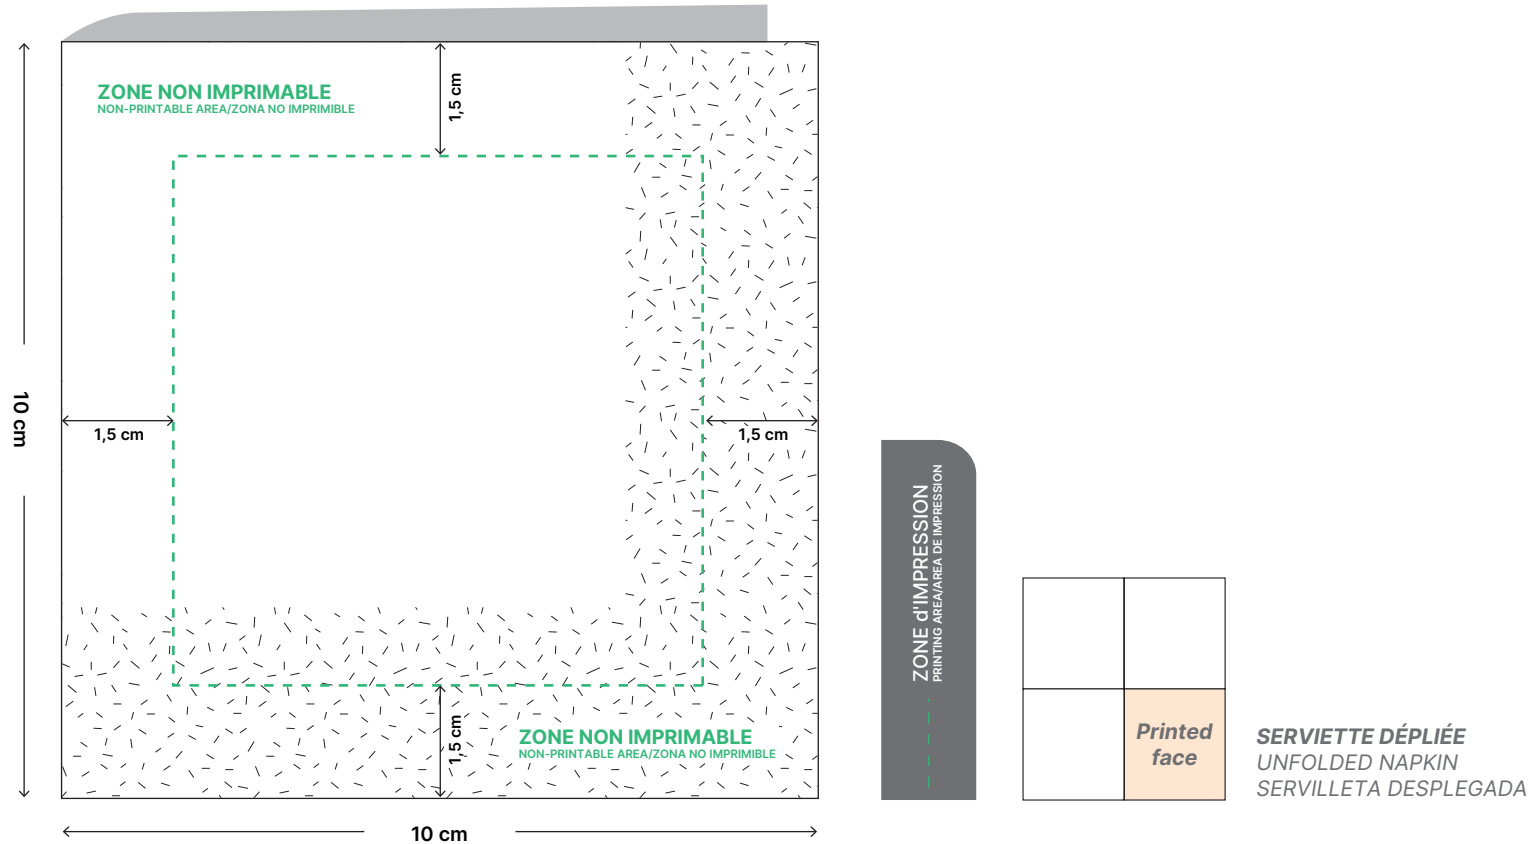 ZONE NON IMPRIMABLE
NON-PRINTABLE AREA/ZONA NO IMPRIMIBLE
1,5 cm
10 cm
1,5 cm
1,5 cm
ZONE d'IMPRESSION
PRINTING AREA/AREA DE IMPRESSION
1,5 cm
ZONE NON IMPRIMABLE
NON-PRINTABLE AREA/ZONA NO IMPRIMIBLE
10 cm
Printed
face
SERVIETTE DÉPLIÉE
UNFOLDED NAPKIN
SERVILLETA DESPLEGADA